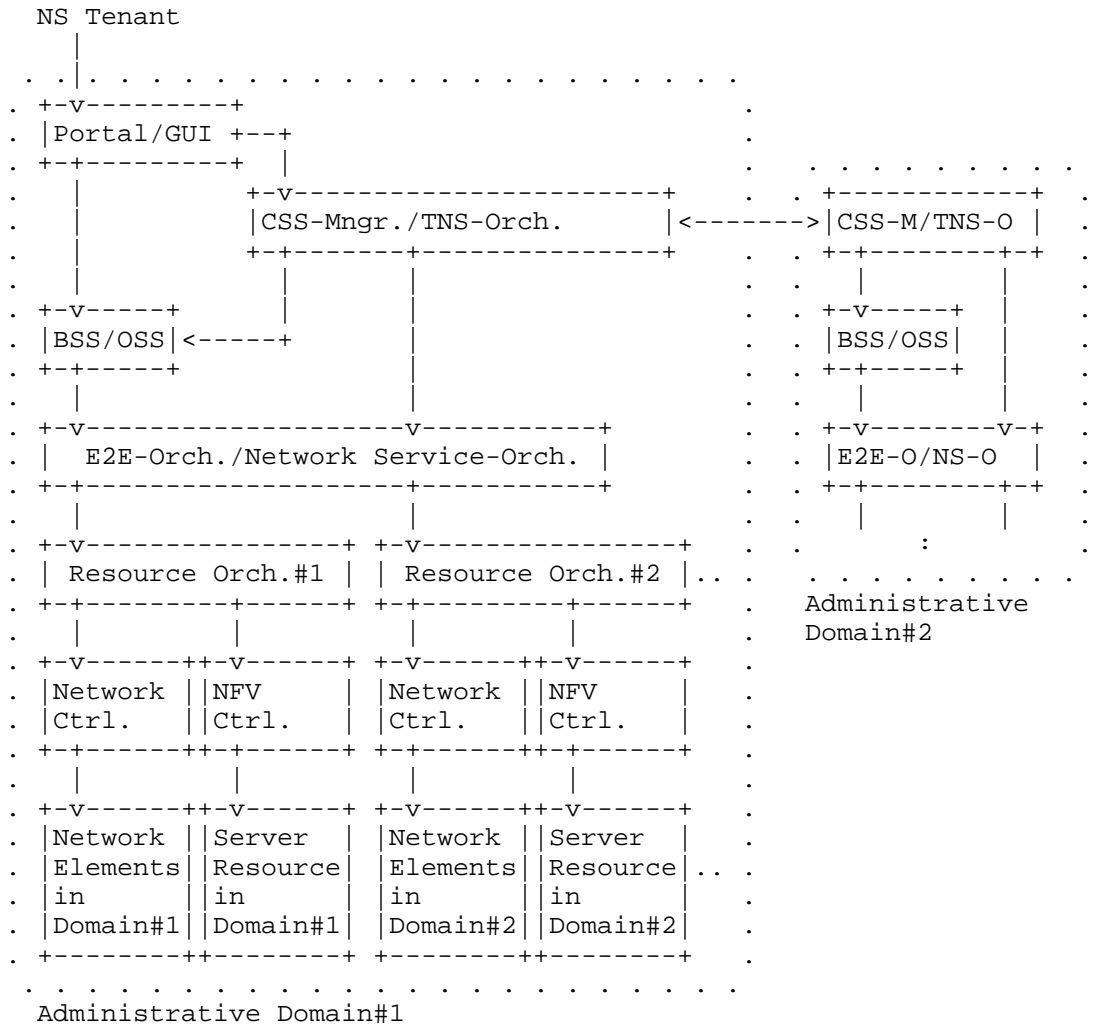 NS Tenant
Portal/GUI
CSS-Mngr./TNS-Orch.
CSS-M/TNS-O
BSS/OSS
BSS/OSS
E2E-Orch./Network Service-Orch.
E2E-O/NS-O
:
Resource Orch.#1
Resource Orch.#2
..
Administrative
Domain#2
Network
Ctrl.
NFV
Ctrl.
Network
Ctrl.
NFV
Ctrl.
Network
Elements
in
Domain#1
Server
Resource
in
Domain#1
Network
Elements
in
Domain#2
Server
Resource
in
Domain#2
..
Administrative Domain#1